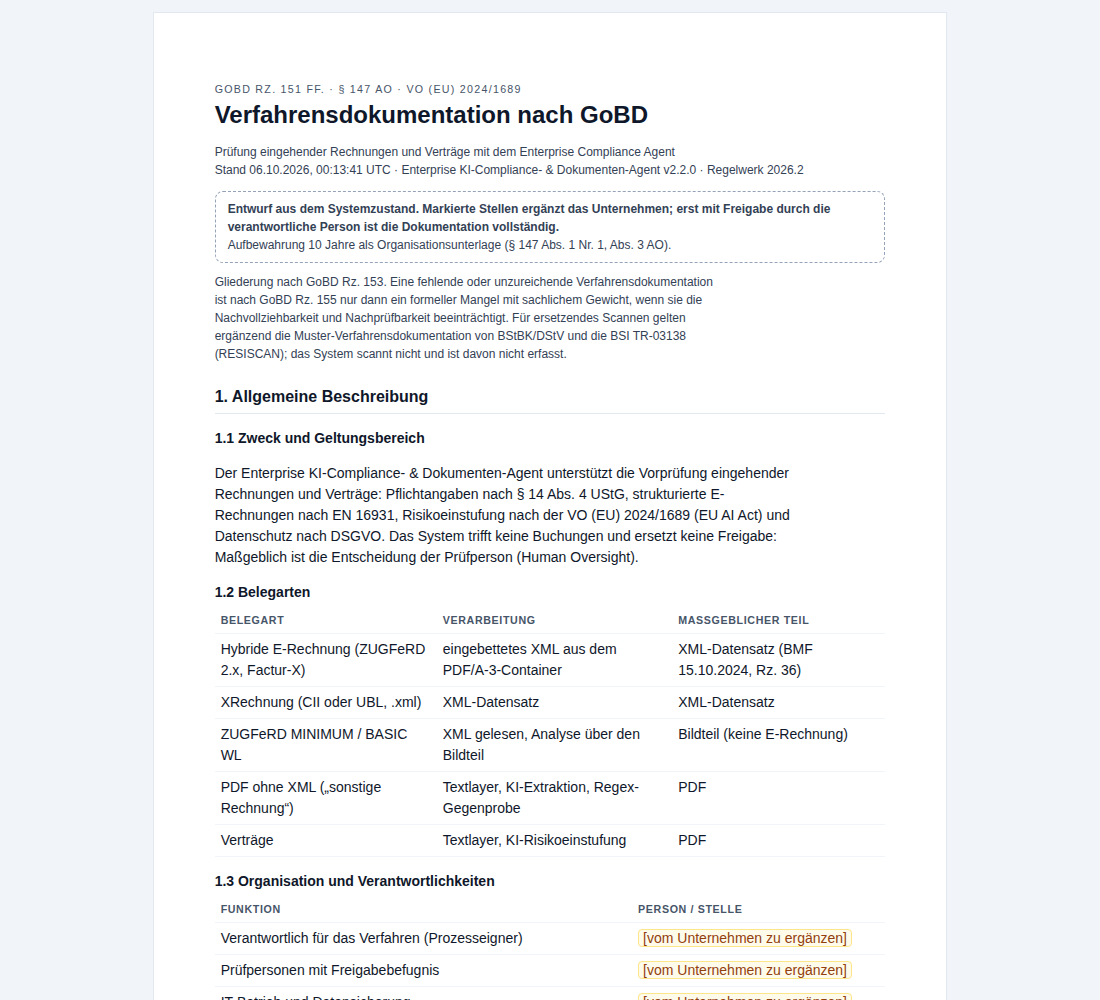 GOBD RZ. 151 FF. · § 147 AO · VO (EU) 2024/1689
Verfahrensdokumentation nach GoBD
Prüfung eingehender Rechnungen und Verträge mit dem Enterprise Compliance Agent
Stand 06.10.2026, 00:13:41 UTC · Enterprise KI-Compliance- & Dokumenten-Agent v2.2.0 · Regelwerk 2026.2
Entwurf aus dem Systemzustand. Markierte Stellen ergänzt das Unternehmen; erst mit Freigabe durch die
verantwortliche Person ist die Dokumentation vollständig.
Aufbewahrung 10 Jahre als Organisationsunterlage (§ 147 Abs. 1 Nr. 1, Abs. 3 AO).
Gliederung nach GoBD Rz. 153. Eine fehlende oder unzureichende Verfahrensdokumentation
ist nach GoBD Rz. 155 nur dann ein formeller Mangel mit sachlichem Gewicht, wenn sie die
Nachvollziehbarkeit und Nachprüfbarkeit beeinträchtigt. Für ersetzendes Scannen gelten
ergänzend die Muster-Verfahrensdokumentation von BStBK/DStV und die BSI TR-03138
(RESISCAN); das System scannt nicht und ist davon nicht erfasst.
1. Allgemeine Beschreibung
1.1 Zweck und Geltungsbereich
Der Enterprise KI-Compliance- & Dokumenten-Agent unterstützt die Vorprüfung eingehender
Rechnungen und Verträge: Pflichtangaben nach § 14 Abs. 4 UStG, strukturierte E-
Rechnungen nach EN 16931, Risikoeinstufung nach der VO (EU) 2024/1689 (EU AI Act) und
Datenschutz nach DSGVO. Das System trifft keine Buchungen und ersetzt keine Freigabe:
Maßgeblich ist die Entscheidung der Prüfperson (Human Oversight).
1.2 Belegarten
BELEGART VERARBEITUNG MASSGEBLICHER TEIL
Hybride E-Rechnung (ZUGFeRD eingebettetes XML aus dem XML-Datensatz (BMF
2.x, Factur-X) PDF/A-3-Container 15.10.2024, Rz. 36)
XRechnung (CII oder UBL, .xml) XML-Datensatz XML-Datensatz
ZUGFeRD MINIMUM / BASIC XML gelesen, Analyse über den Bildteil (keine E-Rechnung)
WL Bildteil
PDF ohne XML („sonstige Textlayer, KI-Extraktion, Regex- PDF
Rechnung“) Gegenprobe
Verträge Textlayer, KI-Risikoeinstufung PDF
1.3 Organisation und Verantwortlichkeiten
FUNKTION PERSON / STELLE
Verantwortlich für das Verfahren (Prozesseigner) [vom Unternehmen zu ergänzen]
Prüfpersonen mit Freigabebefugnis [vom Unternehmen zu ergänzen]
IT-Betrieb und Datensicherung [vom Unternehmen zu ergänzen]